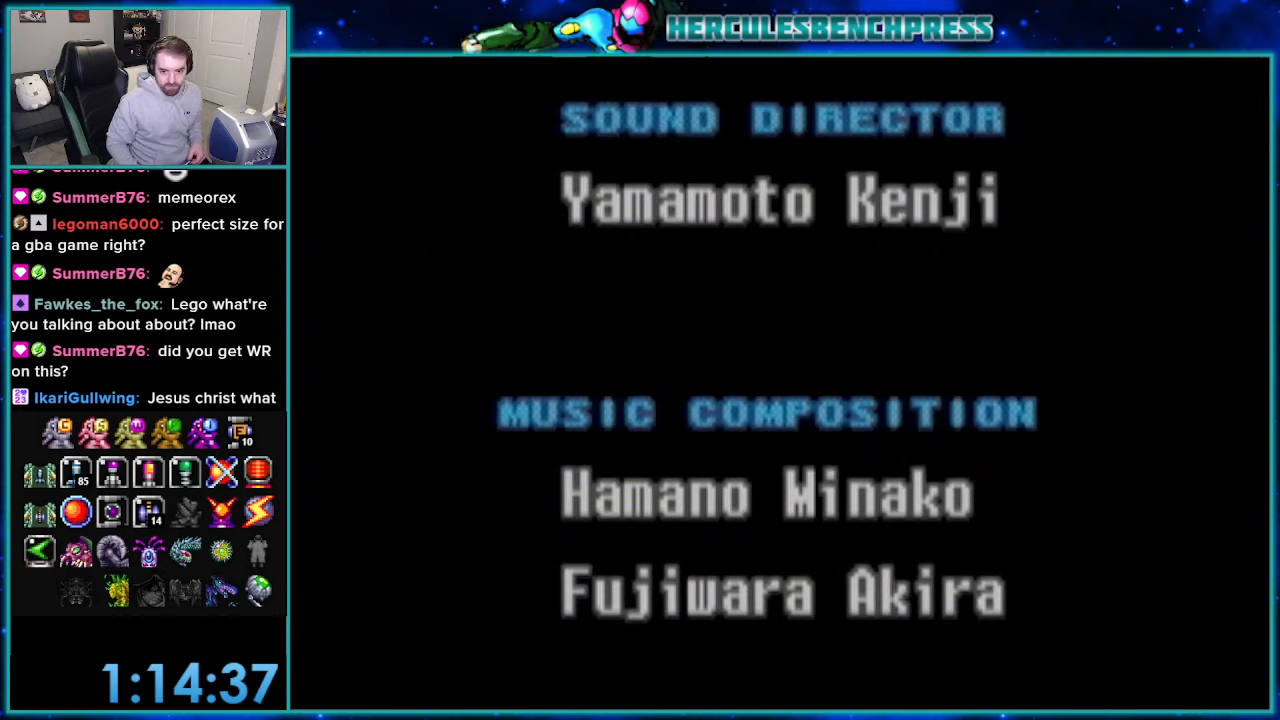 HERCULESBENCHPRESS
SummerB76: memeorex
legoman6000: perfect size for
a gba game right?
SummerB76:
Fawkes_the_fox: Lego what're
you talking about about? lmao
SummerB76: did you get WR
on this?
IkariGullwing: Jesus christ what
10
85
14
1:14:37
SOUND DIRECTOR
Yamamoto Kenji
MUSIC COMPOSITION
Hamano Minako
Fujiwara Akira